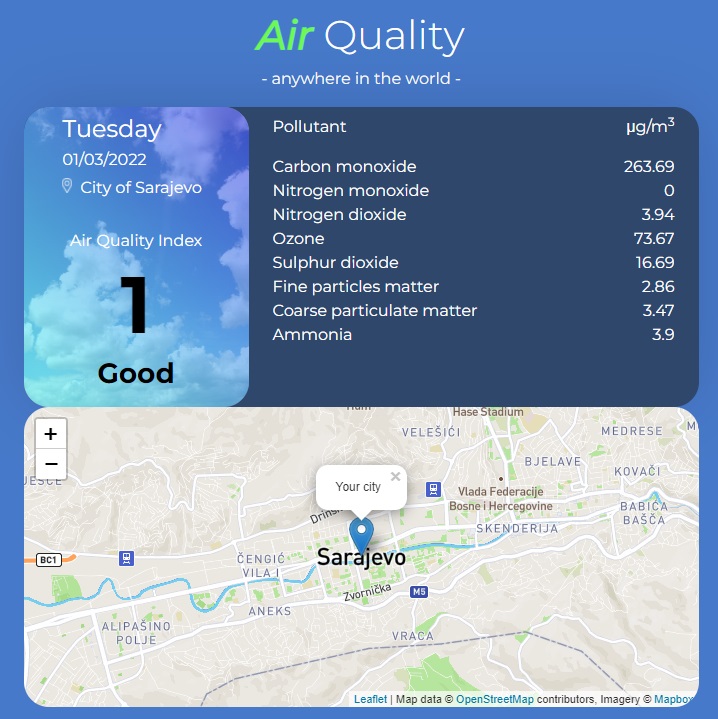 Air Quality
- anywhere in the world -
Tuesday
01/03/2022
City of Sarajevo
Air Quality Index
1
Good
Pollutant μg/m³
Carbon monoxide 263.69
Nitrogen monoxide 0
Nitrogen dioxide 3.94
Ozone 73.67
Sulphur dioxide 16.69
Fine particles matter 2.86
Coarse particulate matter 3.47
Ammonia 3.9
+
−
Hase Stadium
VELEŠIĆI
MEDRESE
BJELAVE
KOVAČI
Your city
×
Vlada Federacije
Bosne i Hercegovine
BABIĆA
BAŠČA
SKENDERIJA
BC1
ČENGIĆ
VILA I
Sarajevo
Zvornička
M5
ANEKS
ALIPAŠINO
POLJE
VRACA
Leaflet | Map data © OpenStreetMap contributors, Imagery © Mapbox